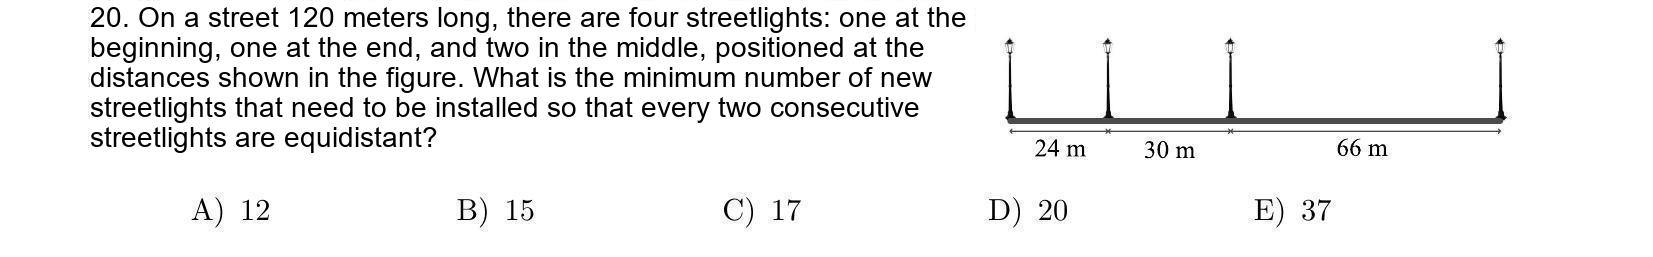 20. On a street 120 meters long, there are four streetlights: one at the
beginning, one at the end, and two in the middle, positioned at the
distances shown in the figure. What is the minimum number of new
streetlights that need to be installed so that every two consecutive
streetlights are equidistant?
24 m 30 m 66 m
A) 12 B) 15 C) 17 D) 20 E) 37